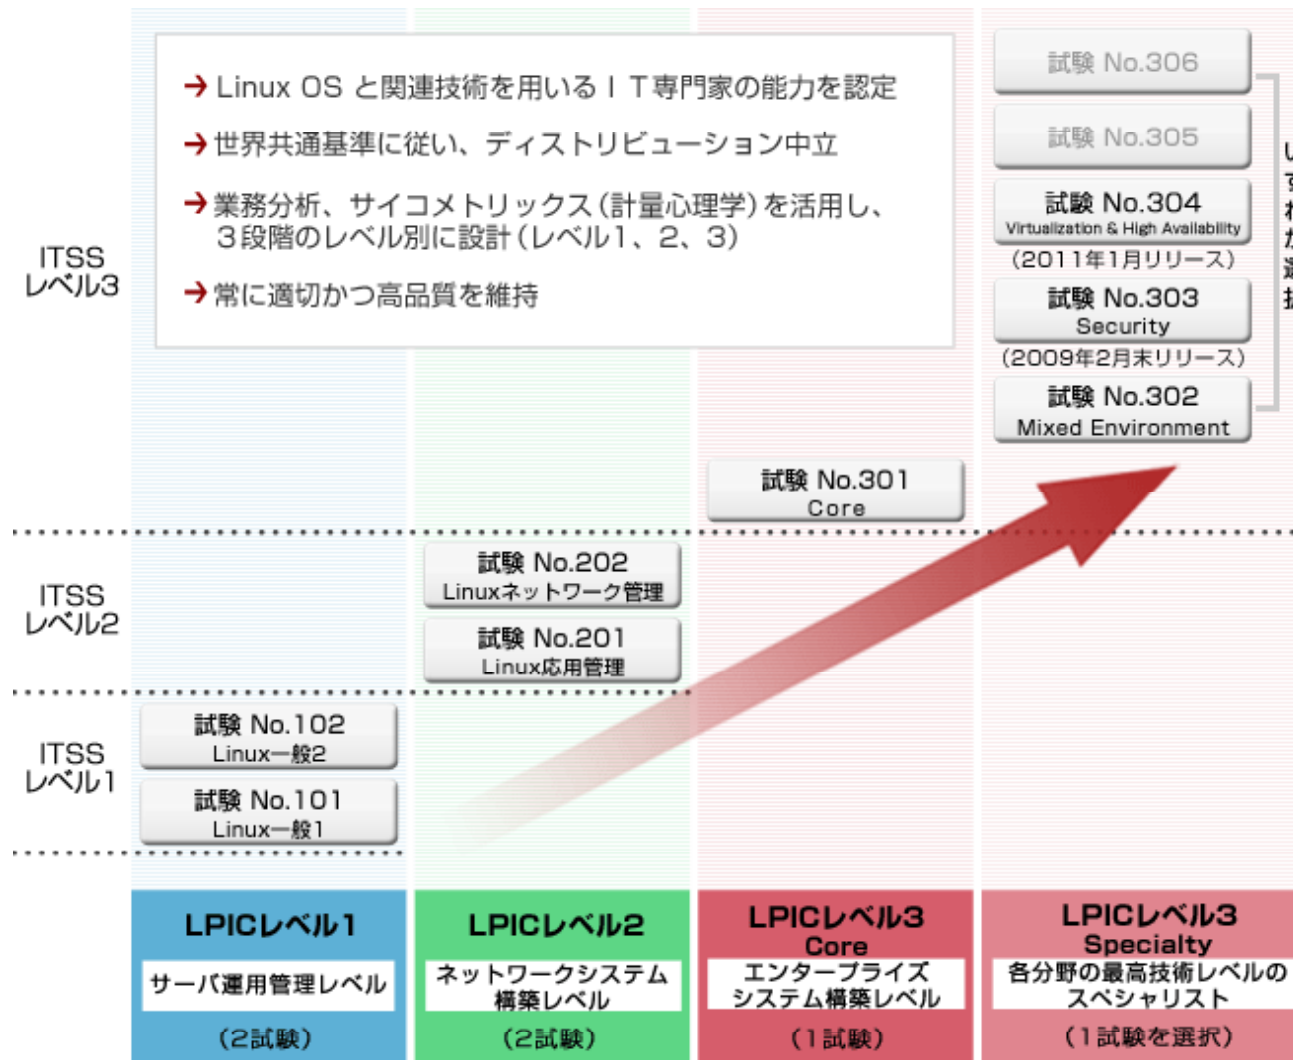 → Linux OS と関連技術を用いるＩＴ専門家の能力を認定
→ 世界共通基準に従い、ディストリビューション中立
→ 業務分析、サイコメトリックス(計量心理学)を活用し、
３段階のレベル別に設計(レベル1、2、3)
→ 常に適切かつ高品質を維持
試験 No.306
試験 No.305
試験 No.304
Virtualization & High Availability
(2011年1月リリース)
試験 No.303
Security
(2009年2月末リリース)
試験 No.302
Mixed Environment
ITSS
レベル3
試験 No.301
Core
ITSS
レベル2
試験 No.202
Linuxネットワーク管理
試験 No.201
Linux応用管理
ITSS
レベル1
試験 No.102
Linux一般2
試験 No.101
Linux一般1
LPICレベル1
サーバ運用管理レベル
(2試験)
LPICレベル2
ネットワークシステム
構築レベル
(2試験)
LPICレベル3
Core
エンタープライズ
システム構築レベル
(1試験)
LPICレベル3
Specialty
各分野の最高技術レベルの
スペシャリスト
(1試験を選択)